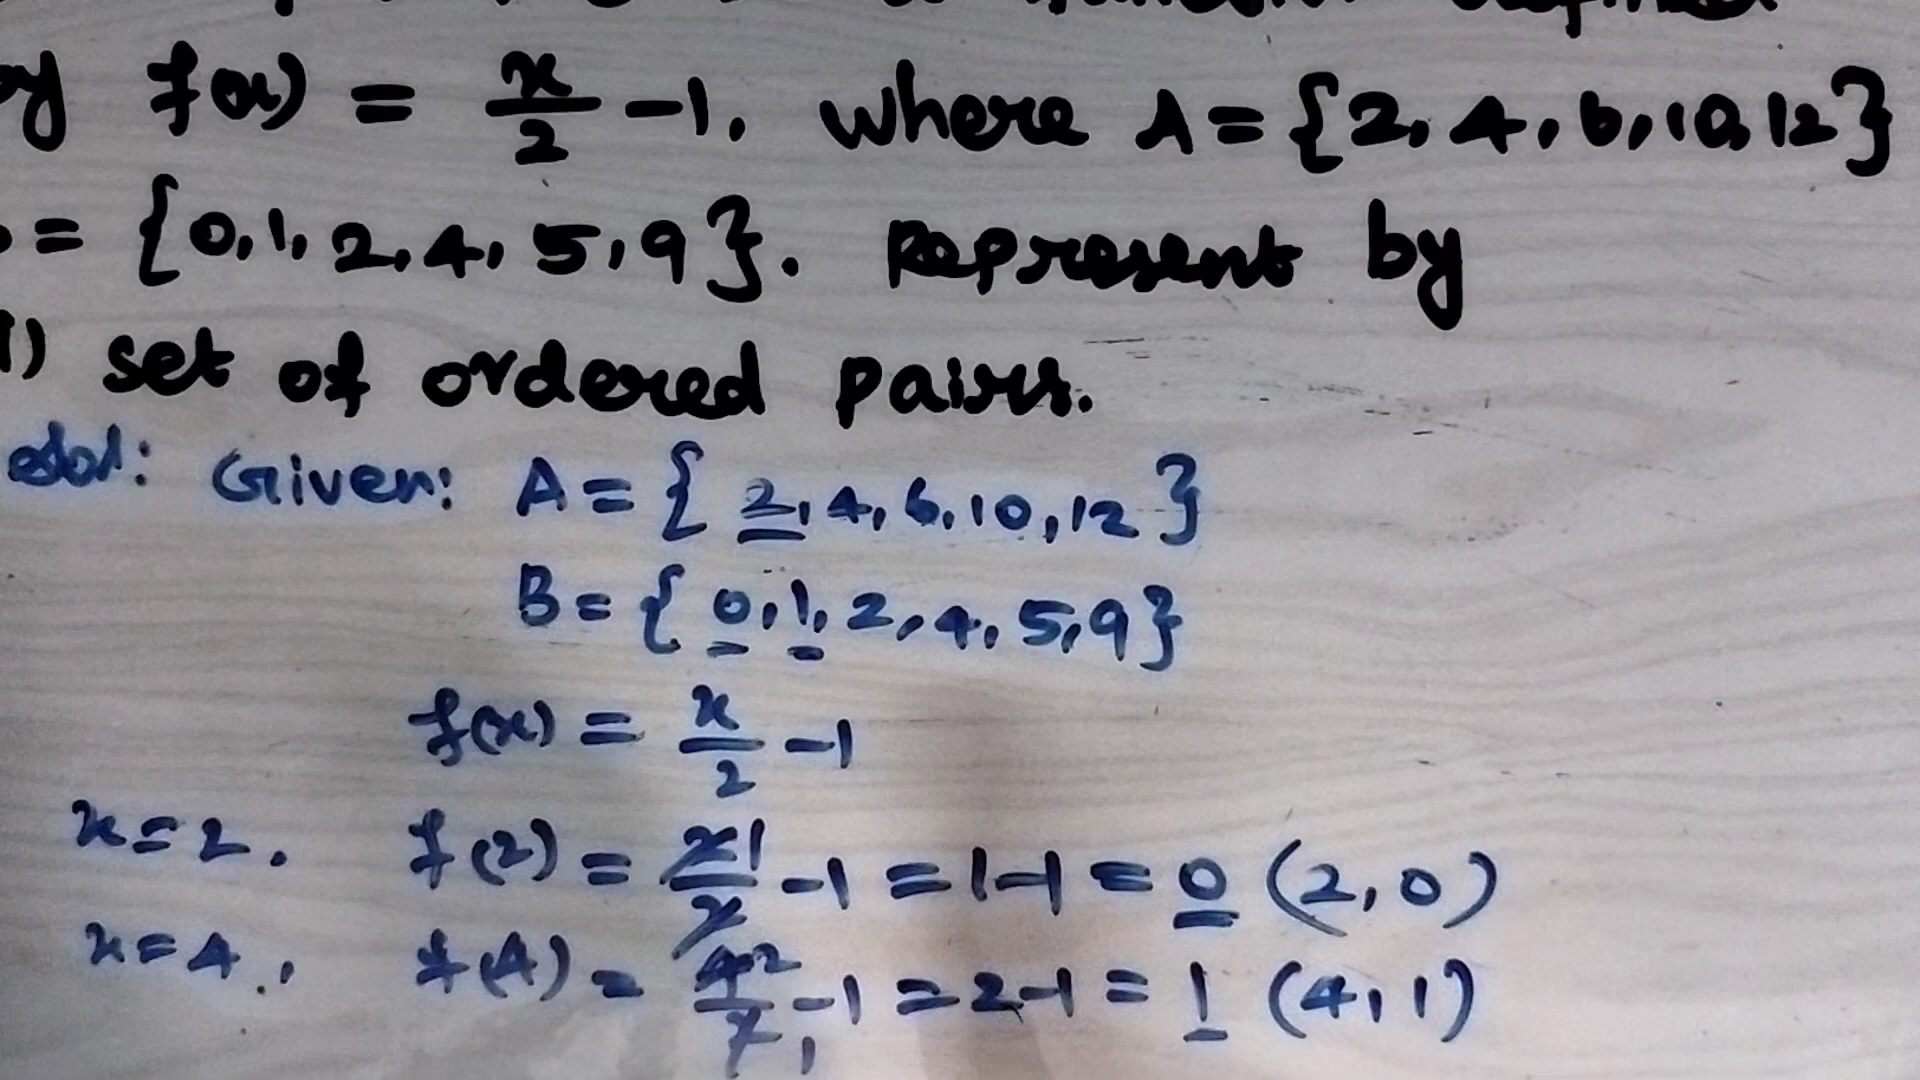 by f(x) = x/2 - 1. where A = {2, 4, 6, 10, 12}
= {0, 1, 2, 4, 5, 9}. Represent by
i) set of ordered pairs.
sol: Given: A = { 2, 4, 6, 10, 12 }
B = { 0, 1, 2, 4, 5, 9 }
f(x) = x/2 - 1
x = 2. f(2) = 2/2 - 1 = 1 - 1 = 0 (2, 0)
x = 4. f(4) = 4/2 - 1 = 2 - 1 = 1 (4, 1)